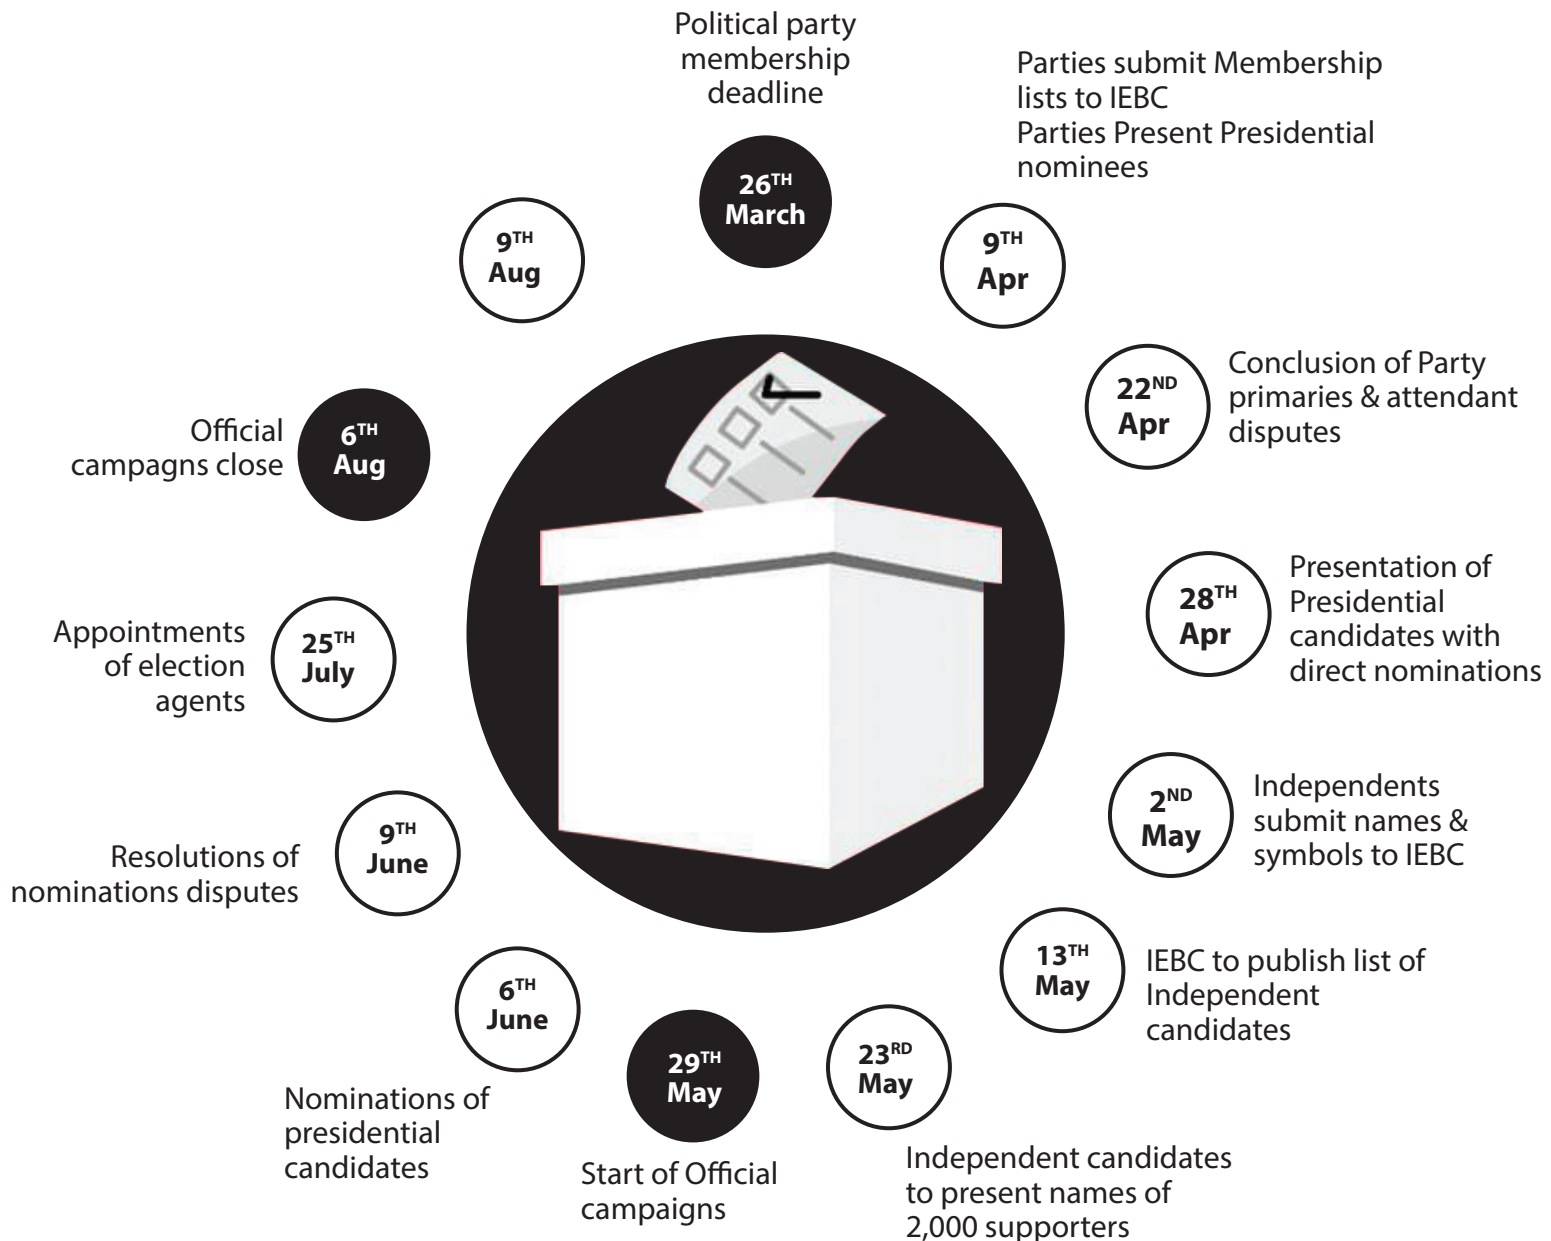 Political party
membership
deadline
26TH
March
Parties submit Membership
lists to IEBC
Parties Present Presidential
nominees
9TH
Apr
22ND
Apr
Conclusion of Party
primaries & attendant
disputes
28TH
Apr
Presentation of
Presidential
candidates with
direct nominations
2ND
May
Independents
submit names &
symbols to IEBC
13TH
May
IEBC to publish list of
Independent
candidates
23RD
May
Independent candidates
to present names of
2,000 supporters
29TH
May
Start of Official
campaigns
6TH
June
Nominations of
presidential
candidates
9TH
June
Resolutions of
nominations disputes
25TH
July
Appointments
of election
agents
6TH
Aug
Official
campagns close
9TH
Aug